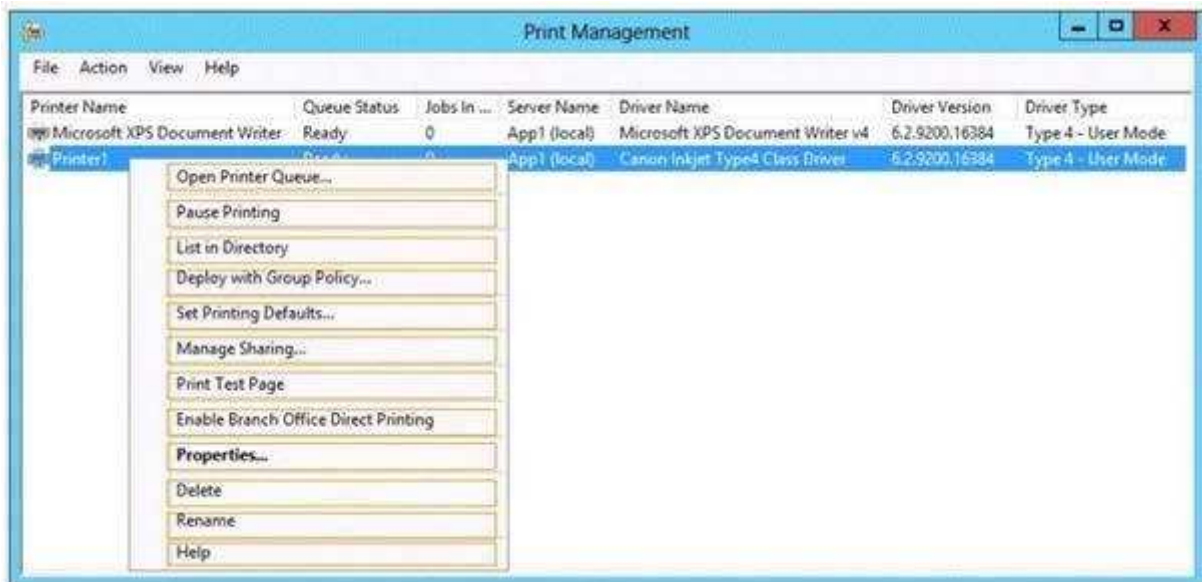 Print Management
File Action View Help
Printer Name Queue Status Jobs In ... Server Name Driver Name Driver Version Driver Type
Microsoft XPS Document Writer Ready 0 App1 (local) Microsoft XPS Document Writer v4 6.2.9200.16384 Type 4 - User Mode
Printer1 Ready 0 App1 (local) Canon Inkjet Type4 Class Driver 6.2.9200.16384 Type 4 - User Mode
Open Printer Queue...
Pause Printing
List in Directory
Deploy with Group Policy...
Set Printing Defaults...
Manage Sharing...
Print Test Page
Enable Branch Office Direct Printing
Properties...
Delete
Rename
Help